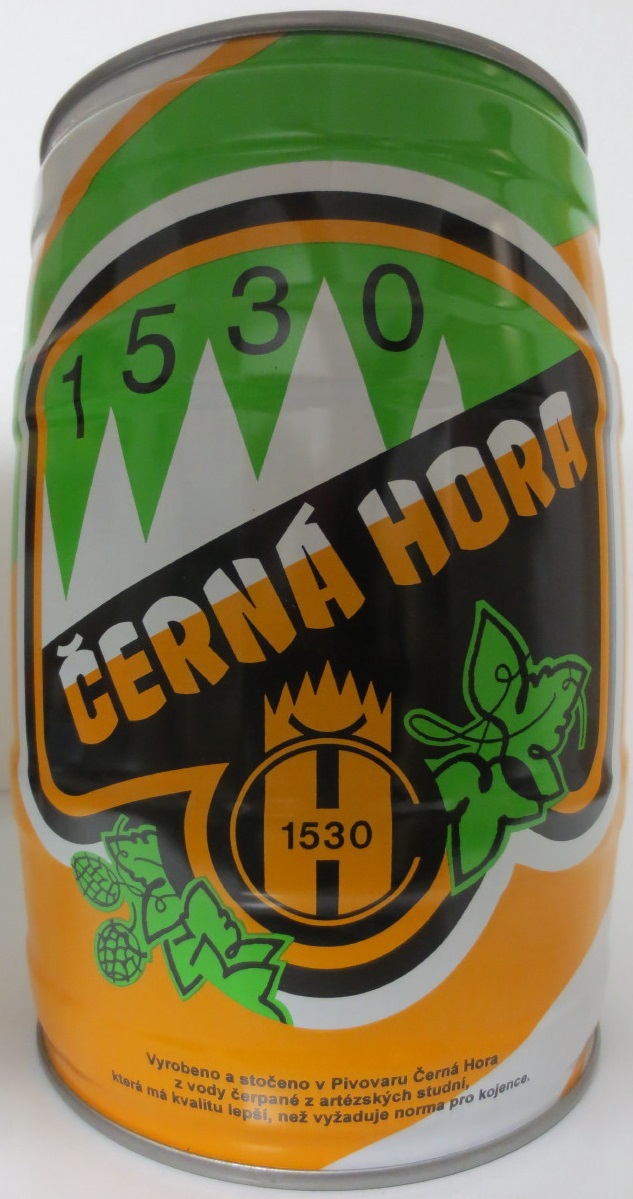 1530
ČERNÁ HORA
1530
Vyrobeno a stočeno v Pivovaru Černá Hora
z vody čerpané z artézských studní,
která má kvalitu lepší, než vyžaduje norma pro kojence.